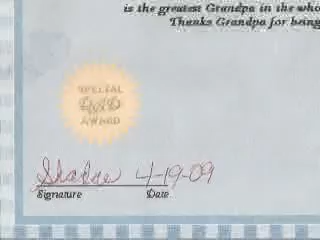 is the greatest Grandpa in the who
Thanks Grandpa for being
SPECIAL
DAD
AWARD
4-19-09
Signature Date